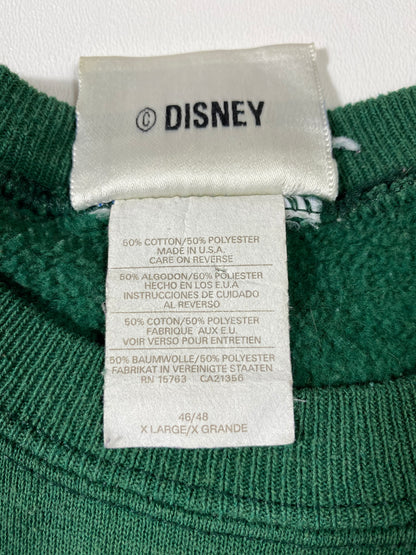 © DISNEY
50% COTTON/50% POLYESTER
MADE IN U.S.A.
CARE ON REVERSE
50% ALGODON/50% POLYESTER
HECHO EN LOS E.U.A
INSTRUCCIONES DE CUIDADO
AL REVERSO
50% COTON/50% POLYESTER
FABRIQUE AUX E.U.
VOIR VERSO POUR ENTRETIEN
50% BAUMWOLLE/50% POLYESTER
FABRIKAT IN VEREINIGTE STAATEN
RN 15763 CA21356
46/48
X LARGE/X GRANDE